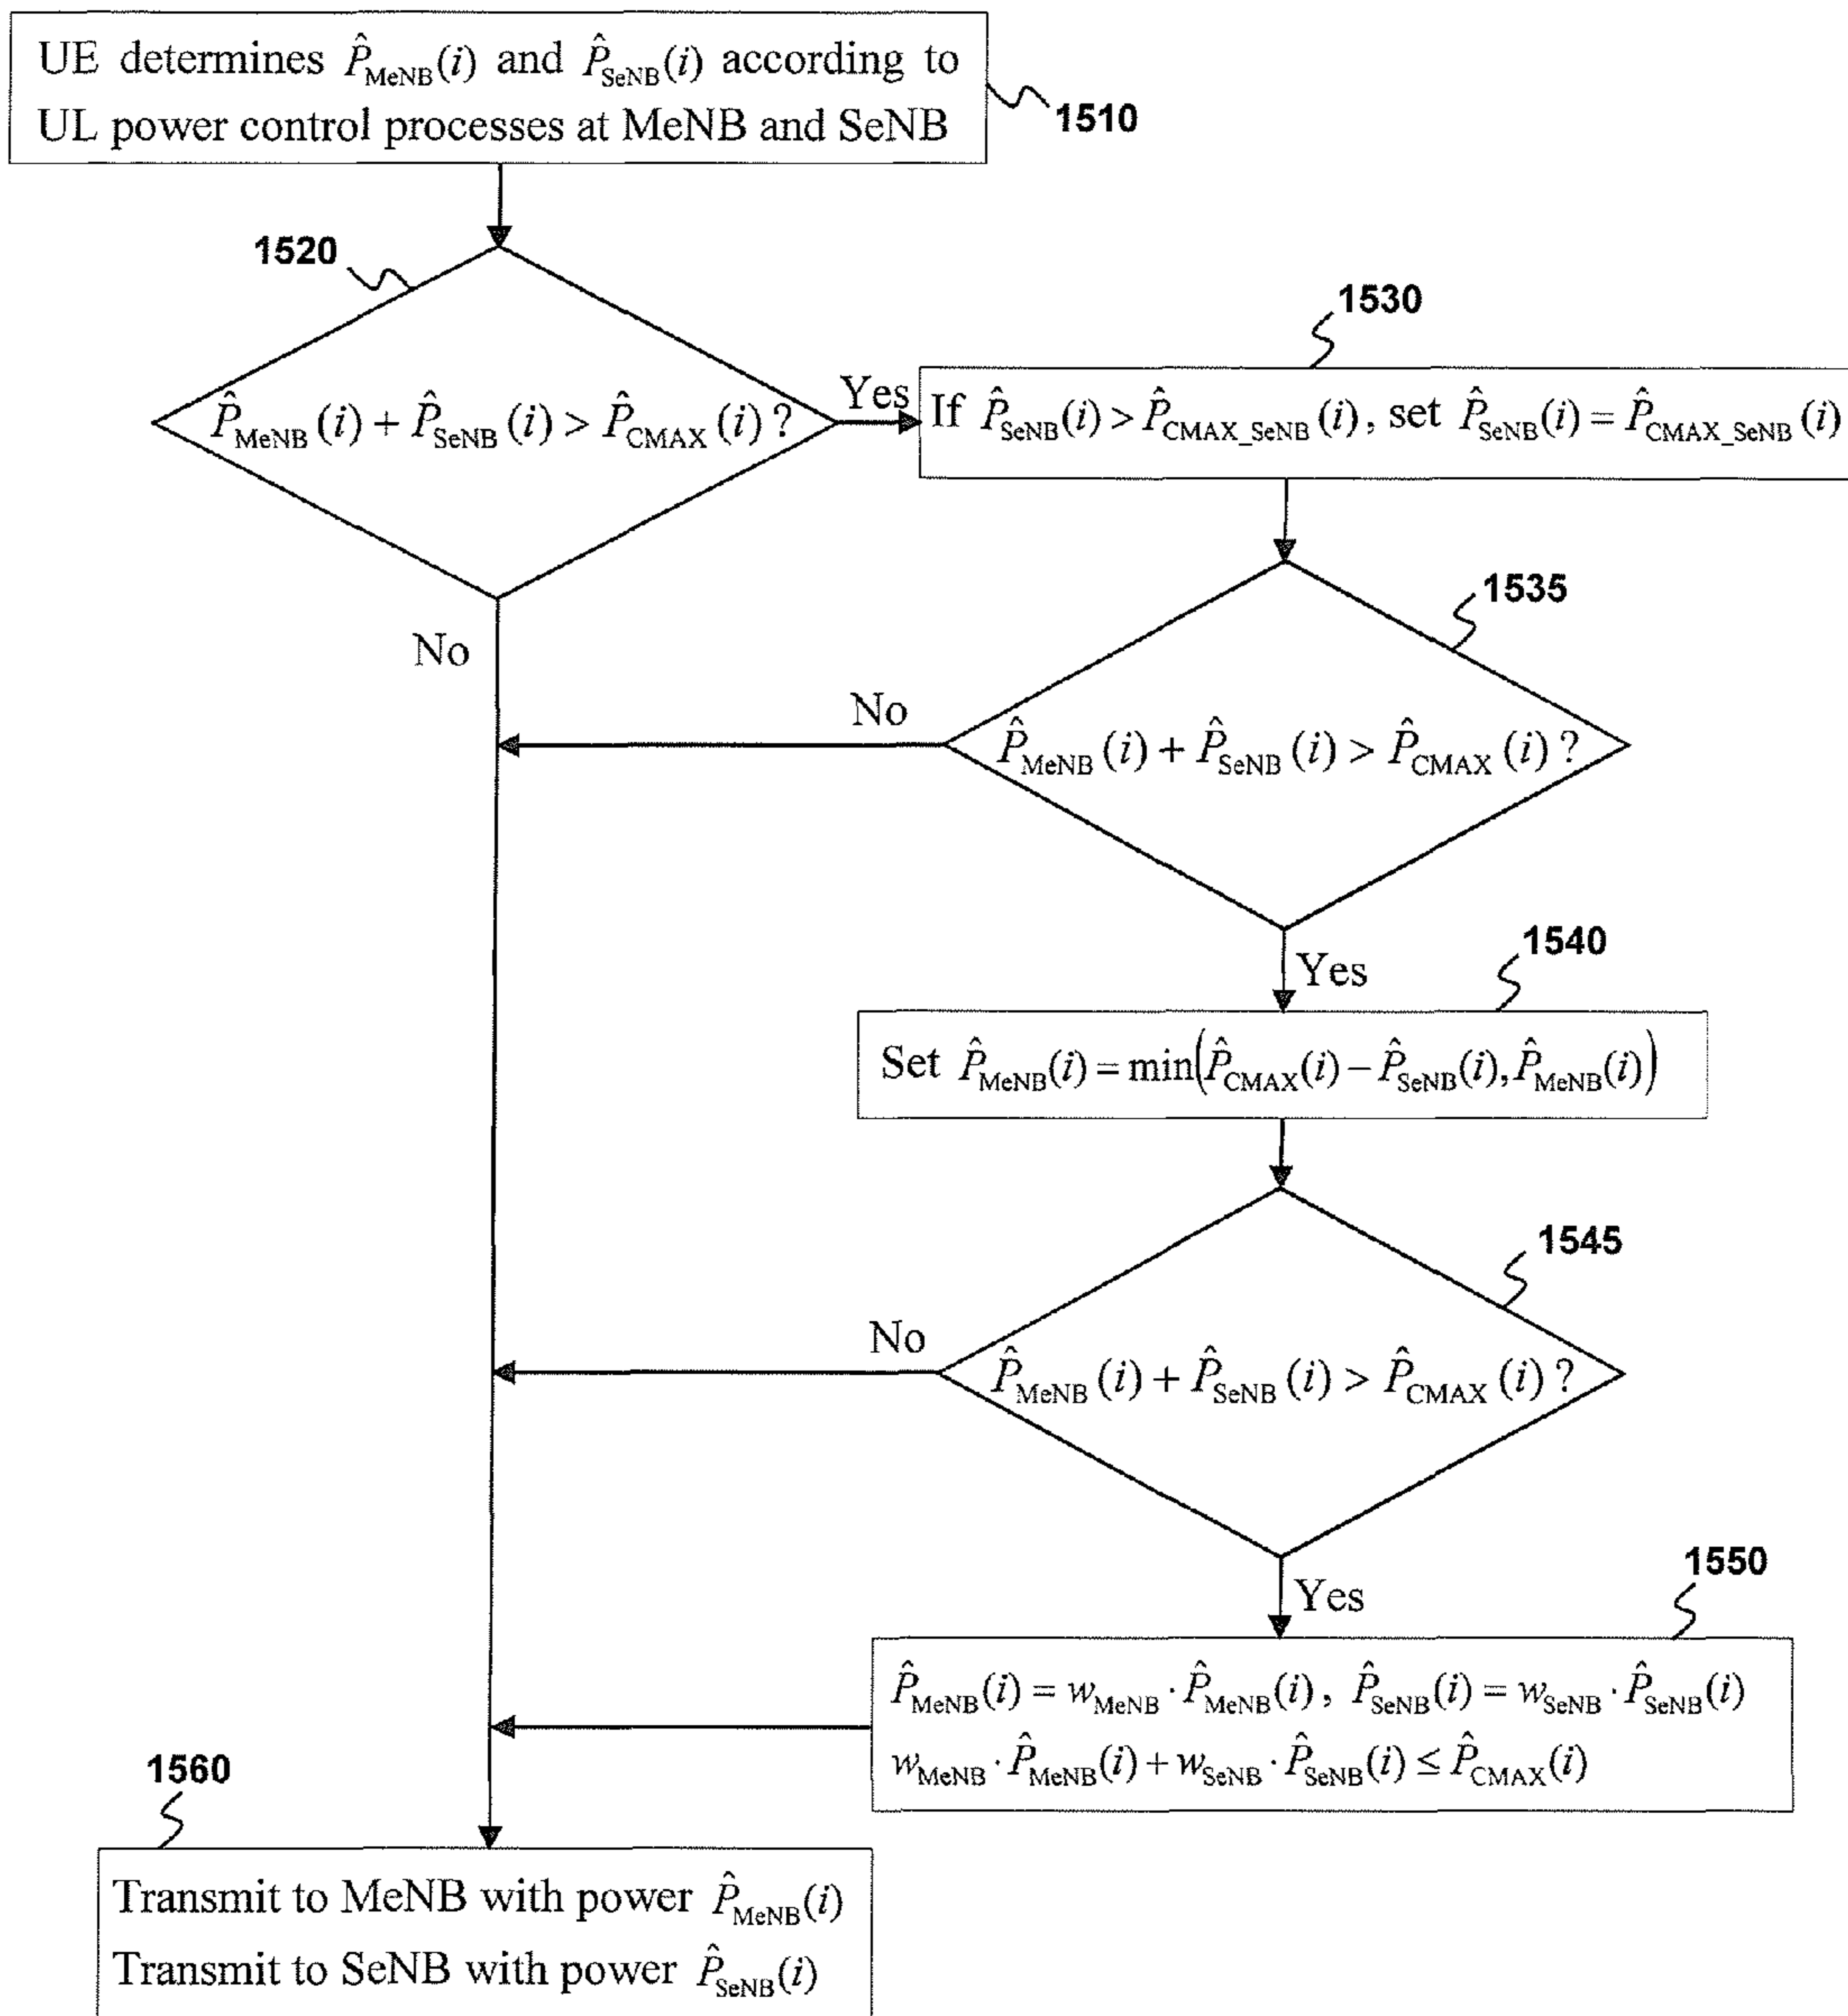 UE determines P̂_MeNB(i) and P̂_SeNB(i) according to
UL power control processes at MeNB and SeNB
1510
1520
P̂_MeNB(i) + P̂_SeNB(i) > P̂_CMAX(i) ?
Yes
No
1530
If P̂_SeNB(i) > P̂_CMAX_SeNB(i), set P̂_SeNB(i) = P̂_CMAX_SeNB(i)
1535
No
P̂_MeNB(i) + P̂_SeNB(i) > P̂_CMAX(i) ?
Yes
1540
Set P̂_MeNB(i) = min(P̂_CMAX(i) − P̂_SeNB(i), P̂_MeNB(i))
1545
No
P̂_MeNB(i) + P̂_SeNB(i) > P̂_CMAX(i) ?
Yes
1550
P̂_MeNB(i) = w_MeNB · P̂_MeNB(i), P̂_SeNB(i) = w_SeNB · P̂_SeNB(i)
w_MeNB · P̂_MeNB(i) + w_SeNB · P̂_SeNB(i) ≤ P̂_CMAX(i)
1560
Transmit to MeNB with power P̂_MeNB(i)
Transmit to SeNB with power P̂_SeNB(i)